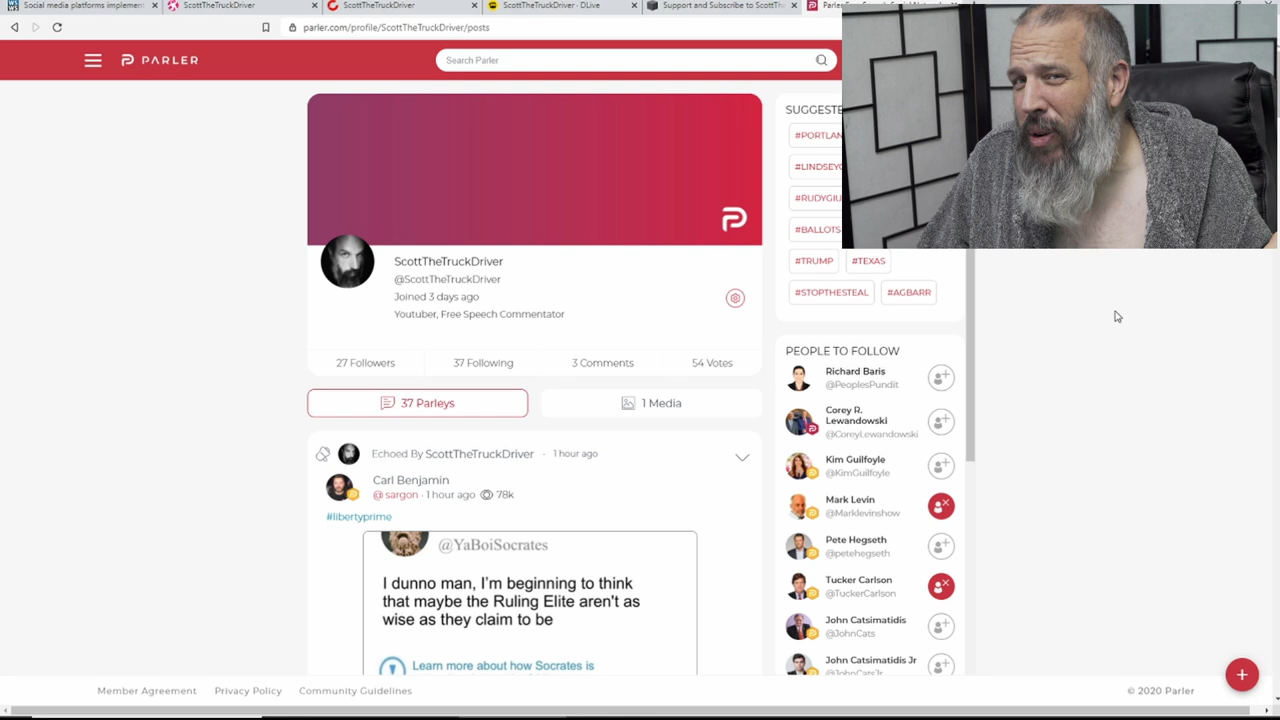 Social media platforms implemen
ScottTheTruckDriver
ScottTheTruckDriver
ScottTheTruckDriver - DLive
Support and Subscribe to ScottTh
parler.com/profile/ScottTheTruckDriver/posts
PARLER
Search Parler
ScottTheTruckDriver
@ScottTheTruckDriver
Joined 3 days ago
Youtuber, Free Speech Commentator
27 Followers
37 Following
3 Comments
54 Votes
37 Parleys
1 Media
Echoed By ScottTheTruckDriver · 1 hour ago
Carl Benjamin
@sargon · 1 hour ago 78k
#libertyprime
@YaBoiSocrates
I dunno man, I'm beginning to think
that maybe the Ruling Elite aren't as
wise as they claim to be
Learn more about how Socrates is
SUGGESTE
#PORTLAN
#LINDSEYG
#RUDYGIU
#BALLOTS
#TRUMP
#TEXAS
#STOPTHESTEAL
#AGBARR
PEOPLE TO FOLLOW
Richard Baris
@PeoplesPundit
Corey R.
Lewandowski
@CoreyLewandowski
Kim Guilfoyle
@KimGuilfoyle
Mark Levin
@Marklevinshow
Pete Hegseth
@petehegseth
Tucker Carlson
@TuckerCarlson
John Catsimatidis
@JohnCats
John Catsimatidis Jr
@JohnCatsJr
Member Agreement
Privacy Policy
Community Guidelines
© 2020 Parler